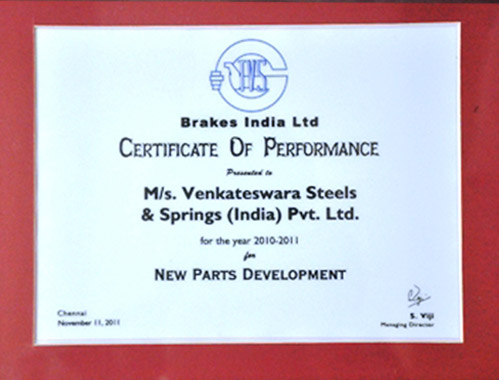 Brakes India Ltd
CERTIFICATE OF PERFORMANCE
Presented to
M/s. Venkateswara Steels
& Springs (India) Pvt. Ltd.
for the year 2010-2011
for
NEW PARTS DEVELOPMENT
Chennai
November 11, 2011
S. Viji
Managing Director